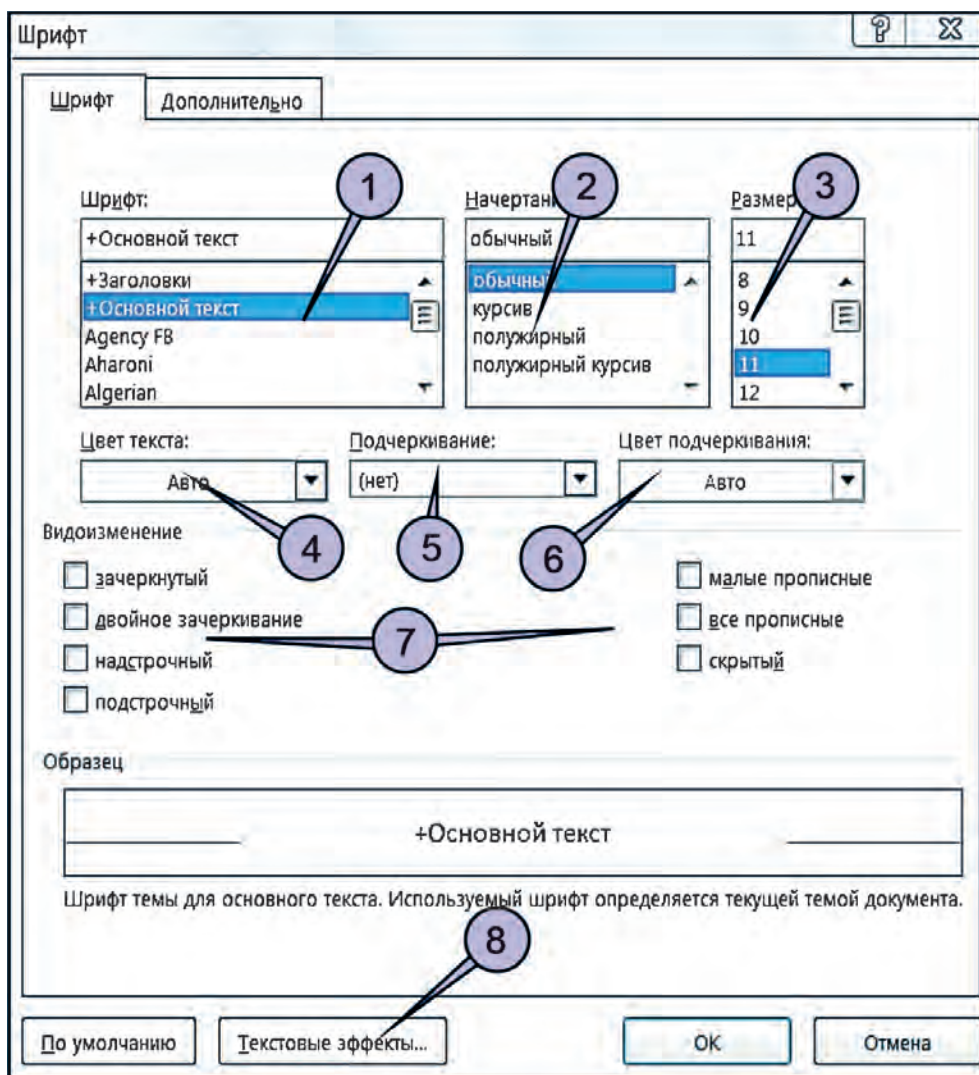 Шрифт
Шрифт Дополнительно
1 2 3
Шрифт: Начертани Размер
+Основной текст обычный 11
+Заголовки обычный 8
+Основной текст курсив 9
Agency FB полужирный 10
Aharoni полужирный курсив 11
Algerian 12
Цвет текста: Подчеркивание: Цвет подчеркивания:
Авто (нет) Авто
4 5 6
Видоизменение
зачеркнутый малые прописные
двойное зачеркивание все прописные
7
надстрочный скрытый
подстрочный
Образец
+Основной текст
Шрифт темы для основного текста. Используемый шрифт определяется текущей темой документа.
8
По умолчанию Текстовые эффекты... ОК Отмена